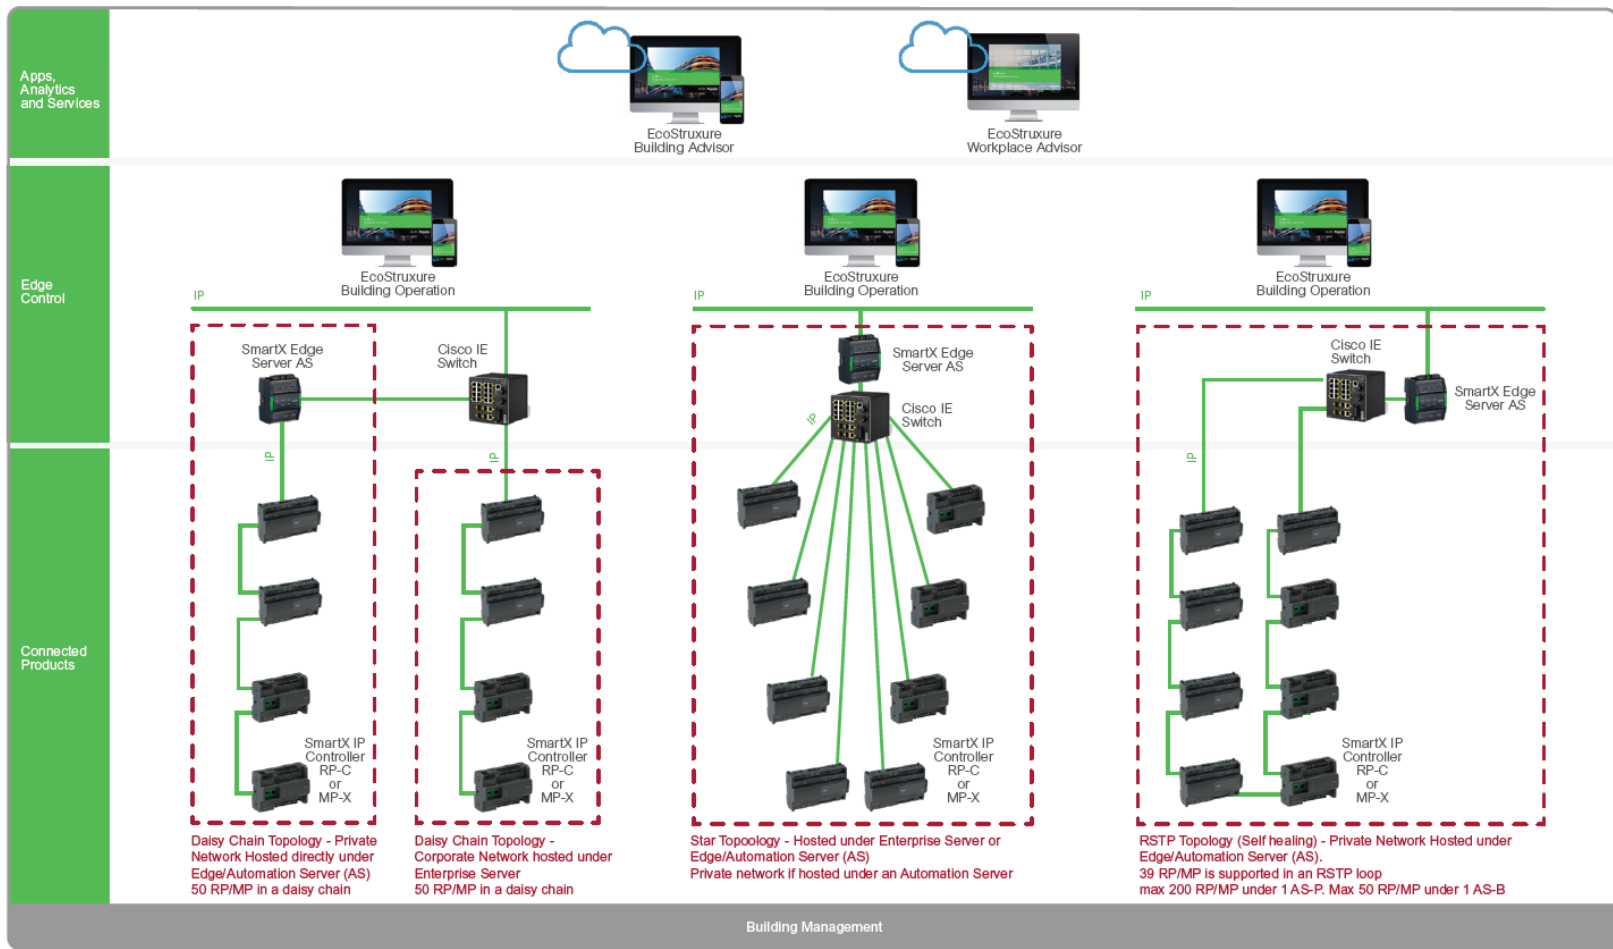 Apps,
Analytics
and Services
EcoStruxure
Building Advisor
EcoStruxure
Workplace Advisor
Edge
Control
EcoStruxure
Building Operation
EcoStruxure
Building Operation
EcoStruxure
Building Operation
IP
IP
IP
SmartX Edge
Server AS
Cisco IE
Switch
SmartX Edge
Server AS
Cisco IE
Switch
Cisco IE
Switch
SmartX Edge
Server AS
IP
IP
IP
IP
Connected
Products
SmartX IP
Controller
RP-C
or
MP-X
SmartX IP
Controller
RP-C
or
MP-X
SmartX IP
Controller
RP-C
or
MP-X
SmartX IP
Controller
RP-C
or
MP-X
Daisy Chain Topology - Private
Network Hosted directly under
Edge/Automation Server (AS)
50 RP/MP in a daisy chain
Daisy Chain Topology -
Corporate Network hosted under
Enterprise Server
50 RP/MP in a daisy chain
Star Topoology - Hosted under Enterprise Server or
Edge/Automation Server (AS)
Private network if hosted under an Automation Server
RSTP Topology (Self healing) - Private Network Hosted under
Edge/Automation Server (AS).
39 RP/MP is supported in an RSTP loop
max 200 RP/MP under 1 AS-P. Max 50 RP/MP under 1 AS-B
Building Management